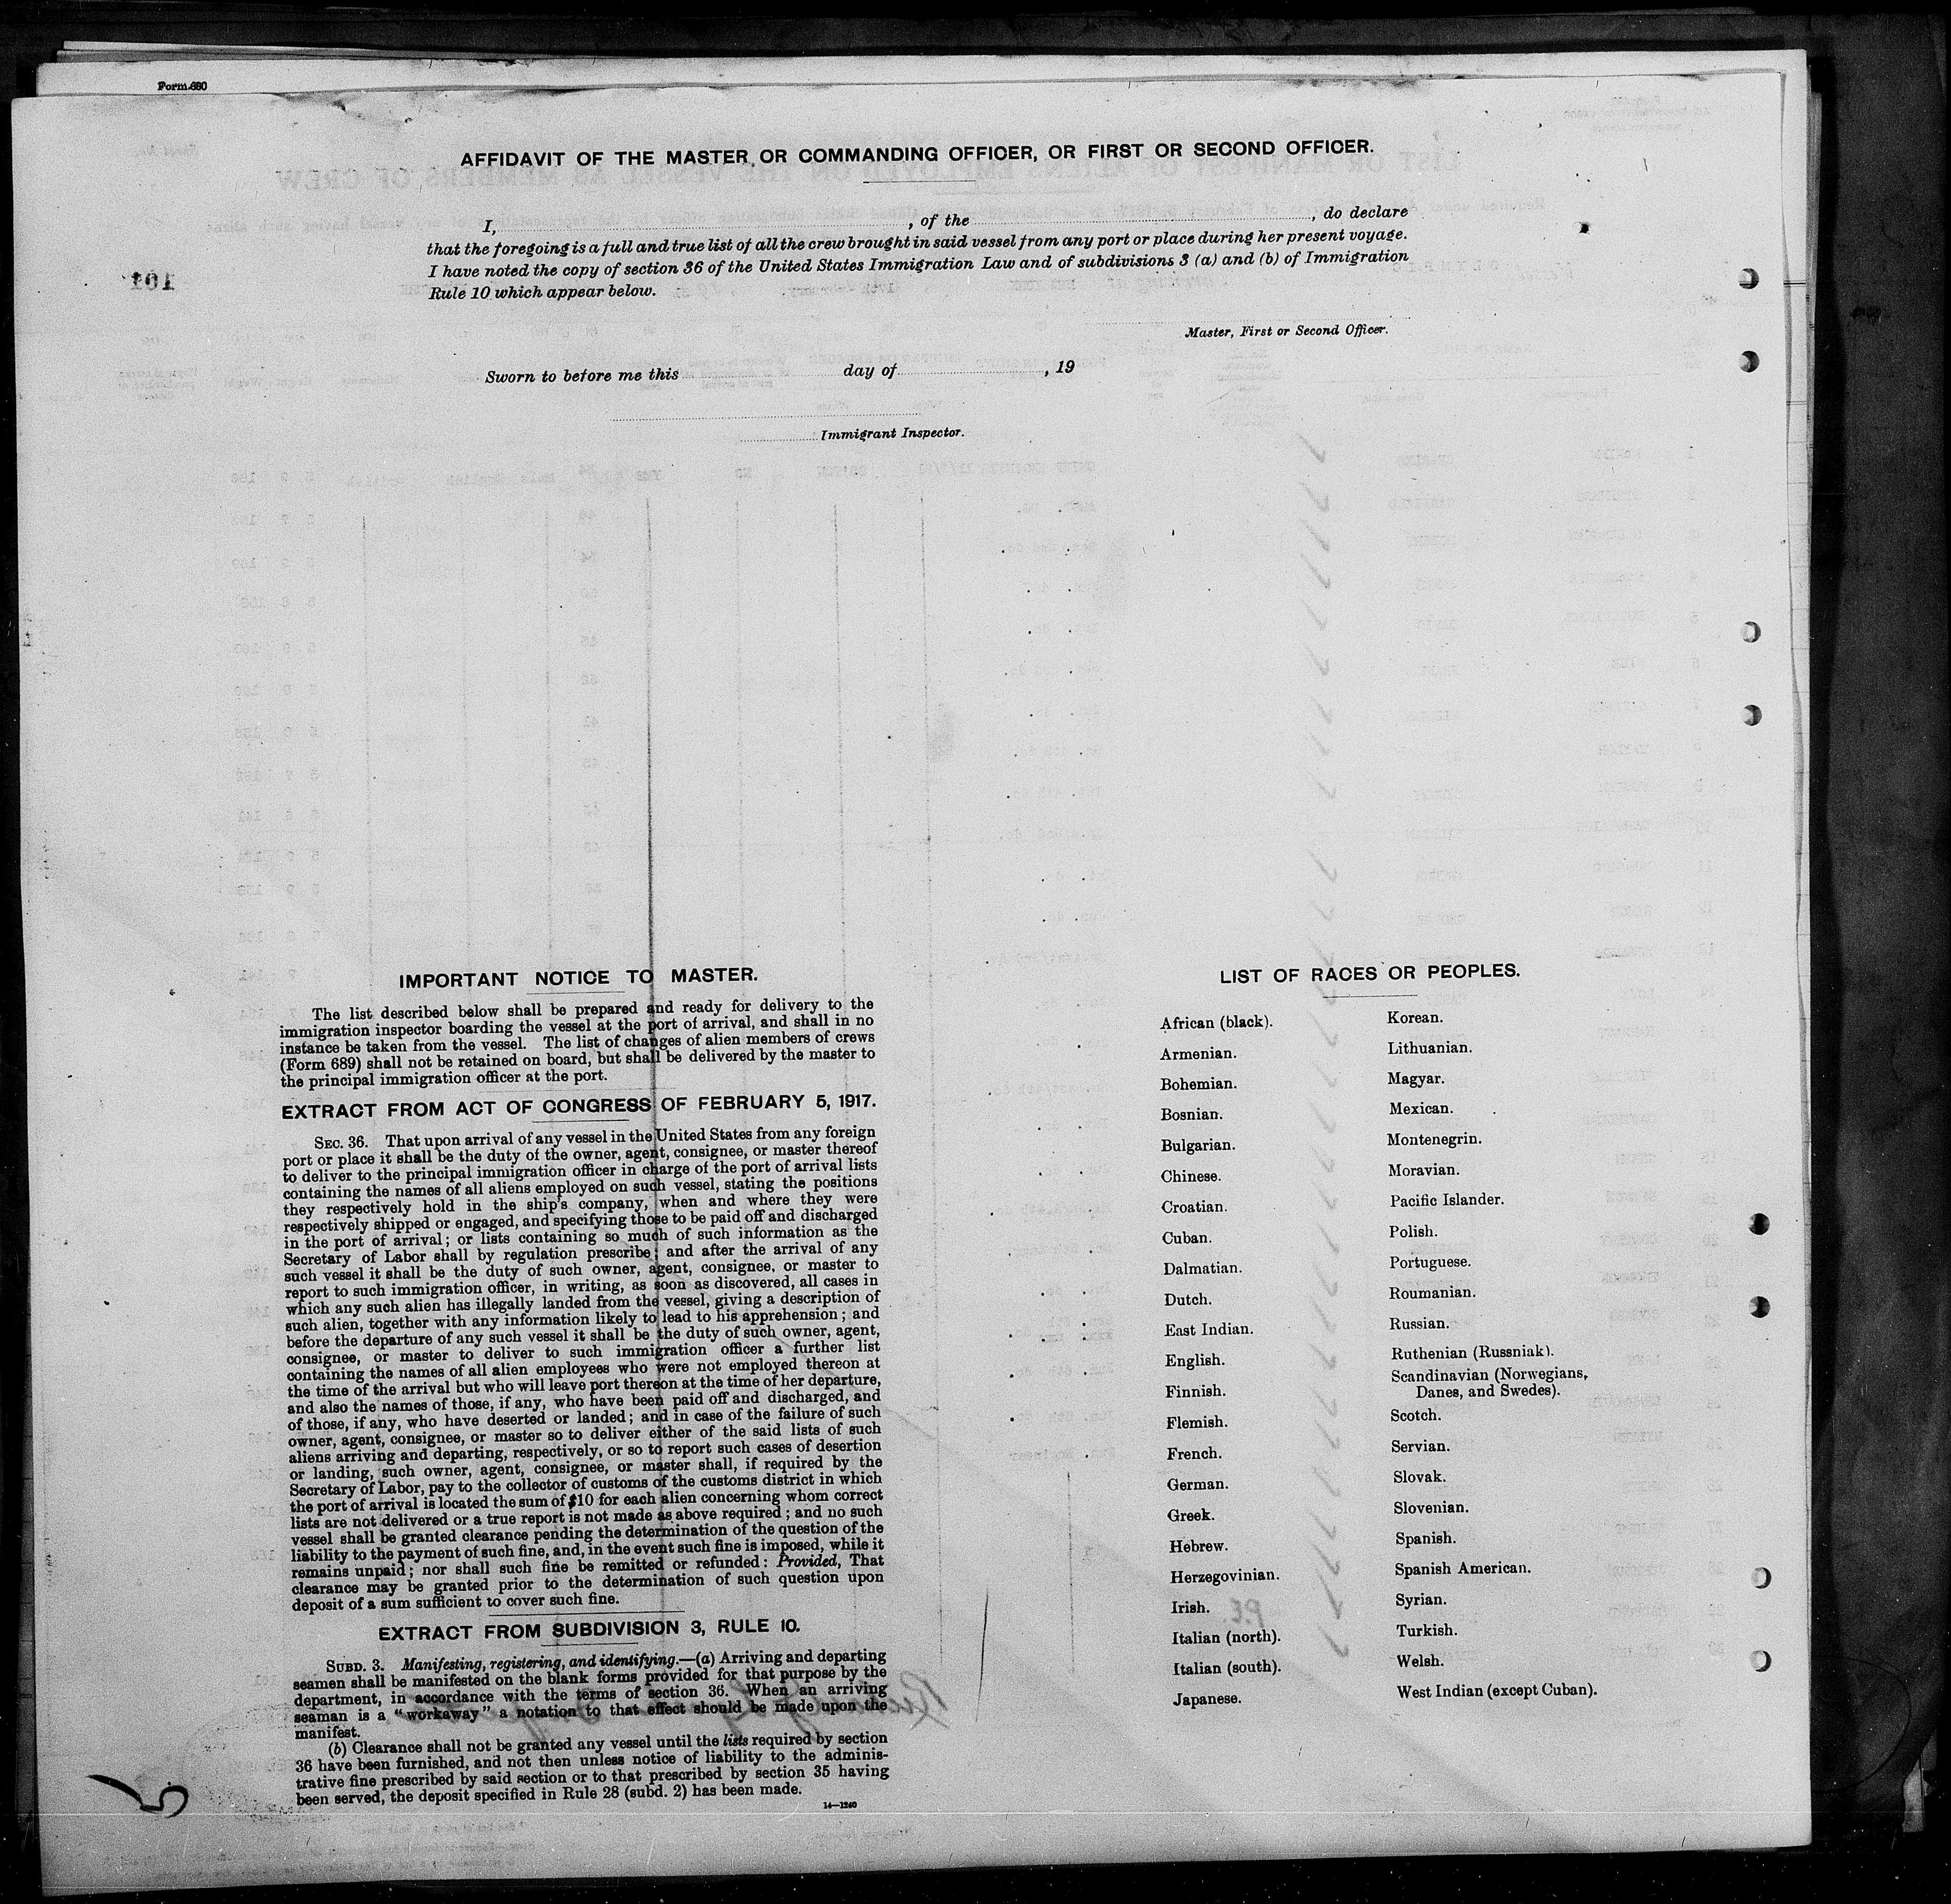 Form 680
AFFIDAVIT OF THE MASTER OR COMMANDING OFFICER, OR FIRST OR SECOND OFFICER.
I, , of the , do declare
that the foregoing is a full and true list of all the crew brought in said vessel from any port or place during her present voyage.
I have noted the copy of section 36 of the United States Immigration Law and of subdivisions 3 (a) and (b) of Immigration
Rule 10 which appear below.
Master, First or Second Officer.
Sworn to before me this day of , 19
Immigrant Inspector.
IMPORTANT NOTICE TO MASTER.
The list described below shall be prepared and ready for delivery to the
immigration inspector boarding the vessel at the port of arrival, and shall in no
instance be taken from the vessel. The list of changes of alien members of crews
(Form 689) shall not be retained on board, but shall be delivered by the master to
the principal immigration officer at the port.
EXTRACT FROM ACT OF CONGRESS OF FEBRUARY 5, 1917.
SEC. 36. That upon arrival of any vessel in the United States from any foreign
port or place it shall be the duty of the owner, agent, consignee, or master thereof
to deliver to the principal immigration officer in charge of the port of arrival lists
containing the names of all aliens employed on such vessel, stating the positions
they respectively hold in the ship's company, when and where they were
respectively shipped or engaged, and specifying those to be paid off and discharged
in the port of arrival; or lists containing so much of such information as the
Secretary of Labor shall by regulation prescribe; and after the arrival of any
such vessel it shall be the duty of such owner, agent, consignee, or master to
report to such immigration officer, in writing, as soon as discovered, all cases in
which any such alien has illegally landed from the vessel, giving a description of
such alien, together with any information likely to lead to his apprehension; and
before the departure of any such vessel it shall be the duty of such owner, agent,
consignee, or master to deliver to such immigration officer a further list
containing the names of all alien employees who were not employed thereon at
the time of the arrival but who will leave port thereon at the time of her departure,
and also the names of those, if any, who have been paid off and discharged, and
of those, if any, who have deserted or landed; and in case of the failure of such
owner, agent, consignee, or master so to deliver either of the said lists of such
aliens arriving and departing, respectively, or so to report such cases of desertion
or landing, such owner, agent, consignee, or master shall, if required by the
Secretary of Labor, pay to the collector of customs of the customs district in which
the port of arrival is located the sum of $10 for each alien concerning whom correct
lists are not delivered or a true report is not made as above required; and no such
vessel shall be granted clearance pending the determination of the question of the
liability to the payment of such fine, and, in the event such fine is imposed, while it
remains unpaid; nor shall such fine be remitted or refunded: Provided, That
clearance may be granted prior to the determination of such question upon
deposit of a sum sufficient to cover such fine.
EXTRACT FROM SUBDIVISION 3, RULE 10.
SUBD. 3. Manifesting, registering, and identifying.—(a) Arriving and departing
seamen shall be manifested on the blank forms provided for that purpose by the
department, in accordance with the terms of section 36. When an arriving
seaman is a "workaway" a notation to that effect should be made upon the
manifest.
(b) Clearance shall not be granted any vessel until the lists required by section
36 have been furnished, and not then unless notice of liability to the adminis-
trative fine prescribed by said section or to that prescribed by section 35 having
been served, the deposit specified in Rule 28 (subd. 2) has been made.
14—1240
LIST OF RACES OR PEOPLES.
African (black).
Armenian.
Bohemian.
Bosnian.
Bulgarian.
Chinese.
Croatian.
Cuban.
Dalmatian.
Dutch.
East Indian.
English.
Finnish.
Flemish.
French.
German.
Greek.
Hebrew.
Herzegovinian.
Irish.
Italian (north).
Italian (south).
Japanese.
Korean.
Lithuanian.
Magyar.
Mexican.
Montenegrin.
Moravian.
Pacific Islander.
Polish.
Portuguese.
Roumanian.
Russian.
Ruthenian (Russniak).
Scandinavian (Norwegians,
Danes, and Swedes).
Scotch.
Servian.
Slovak.
Slovenian.
Spanish.
Spanish American.
Syrian.
Turkish.
Welsh.
West Indian (except Cuban).